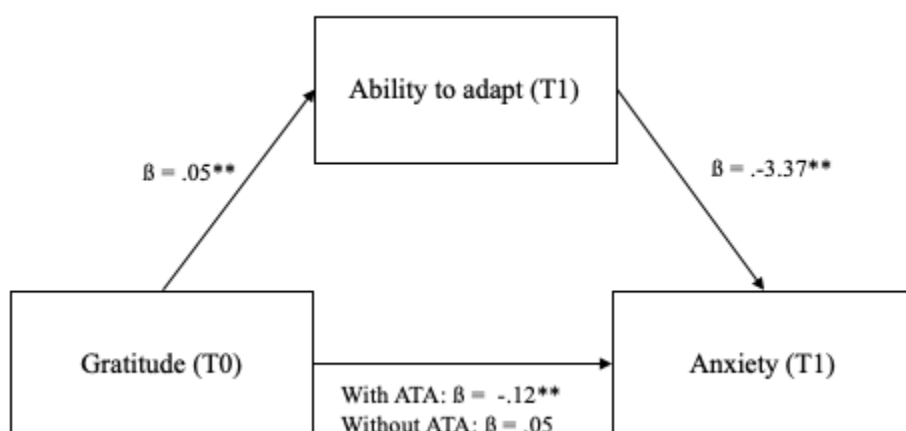 Ability to adapt (T1)
ß = .05**
ß = .-3.37**
Gratitude (T0)
Anxiety (T1)
With ATA: ß = -.12**
Without ATA: ß = .05